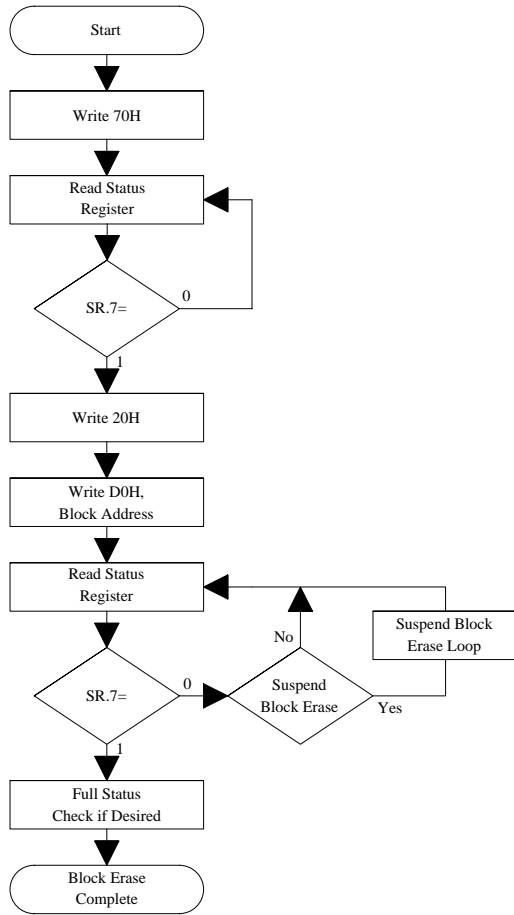 Start
Write 70H
Read Status
Register
SR.7=
0
1
Write 20H
Write D0H,
Block Address
Read Status
Register
No
Suspend Block
Erase Loop
SR.7=
0
Suspend
Block Erase
Yes
1
Full Status
Check if Desired
Block Erase
Complete